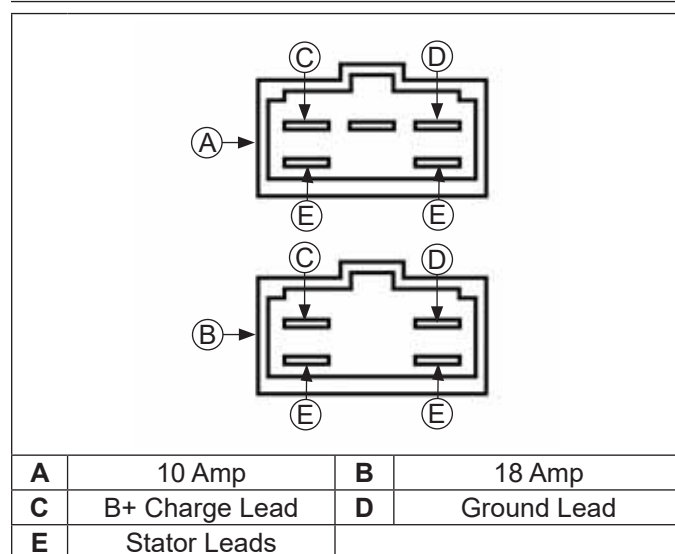 C D
A
E E
C D
B
E E
A 10 Amp B 18 Amp
C B+ Charge Lead D Ground Lead
E Stator Leads